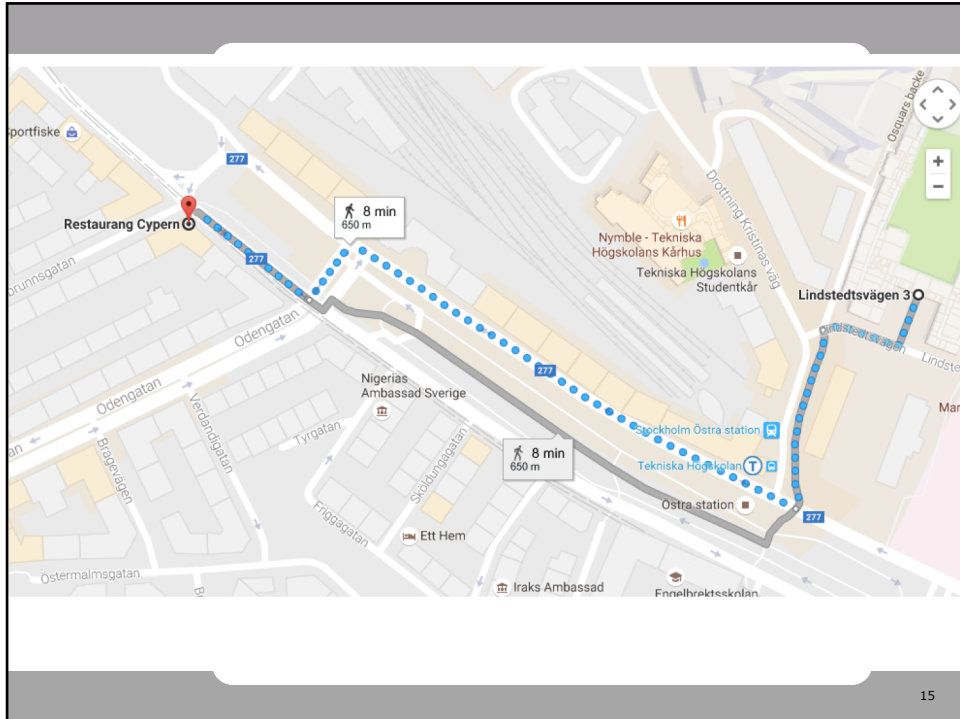 Osquars backe
Sportfiske
277
8 min
650 m
Drottning Kristinas väg
+
−
Restaurang Cypern
Nymble - Tekniska
Högskolans Kårhus
277
Tekniska Högskolans
Studentkår
Lindstedtsvägen 3
Odengatan
Lindstedtsvägen
277
Nigerias
Ambassad Sverige
Odengatan
Verdandigatan
Tyrgatan
Bragevägen
8 min
650 m
Stockholm Östra station
Tekniska Högskolan
T
Sköldungagatan
Friggagatan
Östra station
277
Ett Hem
Östermalmsgatan
Iraks Ambassad
Engelbrektsskolan
15